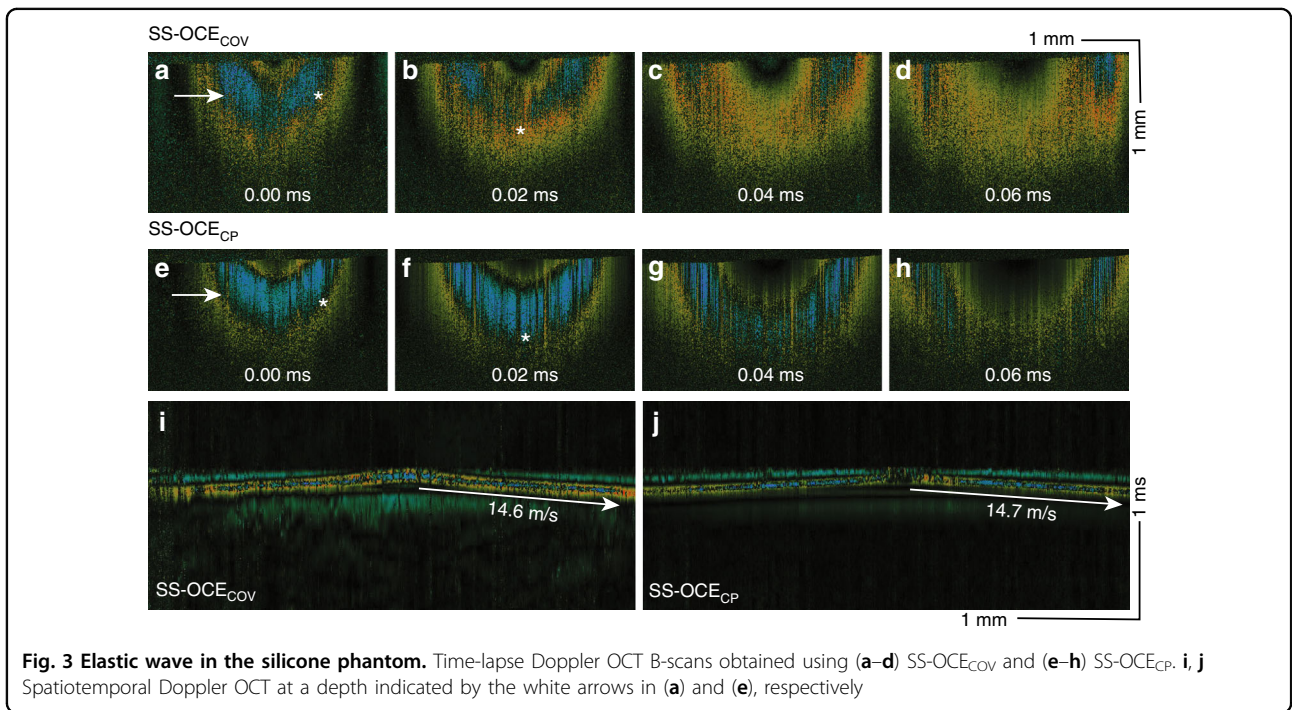 SS-OCE_COV
1 mm
a
b
c
d
*
*
0.00 ms
0.02 ms
0.04 ms
0.06 ms
1 mm
SS-OCE_CP
e
f
g
h
*
*
0.00 ms
0.02 ms
0.04 ms
0.06 ms
i
j
14.6 m/s
14.7 m/s
1 ms
SS-OCE_COV
SS-OCE_CP
1 mm
Fig. 3 Elastic wave in the silicone phantom. Time-lapse Doppler OCT B-scans obtained using (a–d) SS-OCE_COV and (e–h) SS-OCE_CP. i, j
Spatiotemporal Doppler OCT at a depth indicated by the white arrows in (a) and (e), respectively